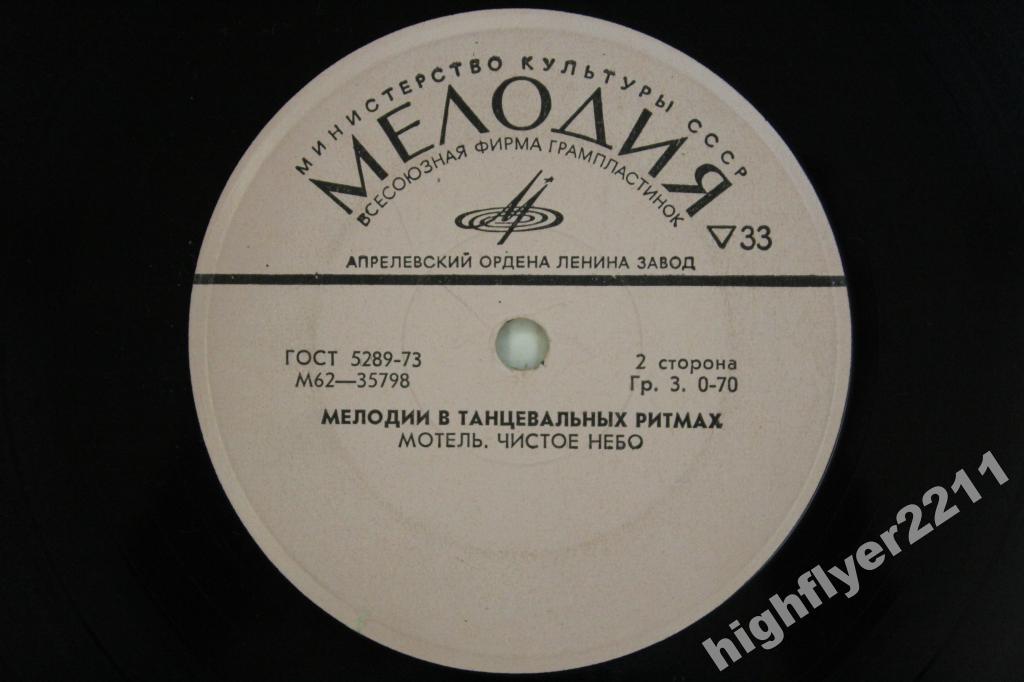 МИНИСТЕРСТВО КУЛЬТУРЫ СССР
МЕЛОДИЯ
ВСЕСОЮЗНАЯ ФИРМА ГРАМПЛАСТИНОК
▽33
АПРЕЛЕВСКИЙ ОРДЕНА ЛЕНИНА ЗАВОД
ГОСТ 5289-73
М62—35798
2 сторона
Гр. 3. 0-70
МЕЛОДИИ В ТАНЦЕВАЛЬНЫХ РИТМАХ
МОТЕЛЬ. ЧИСТОЕ НЕБО
highflyer2211